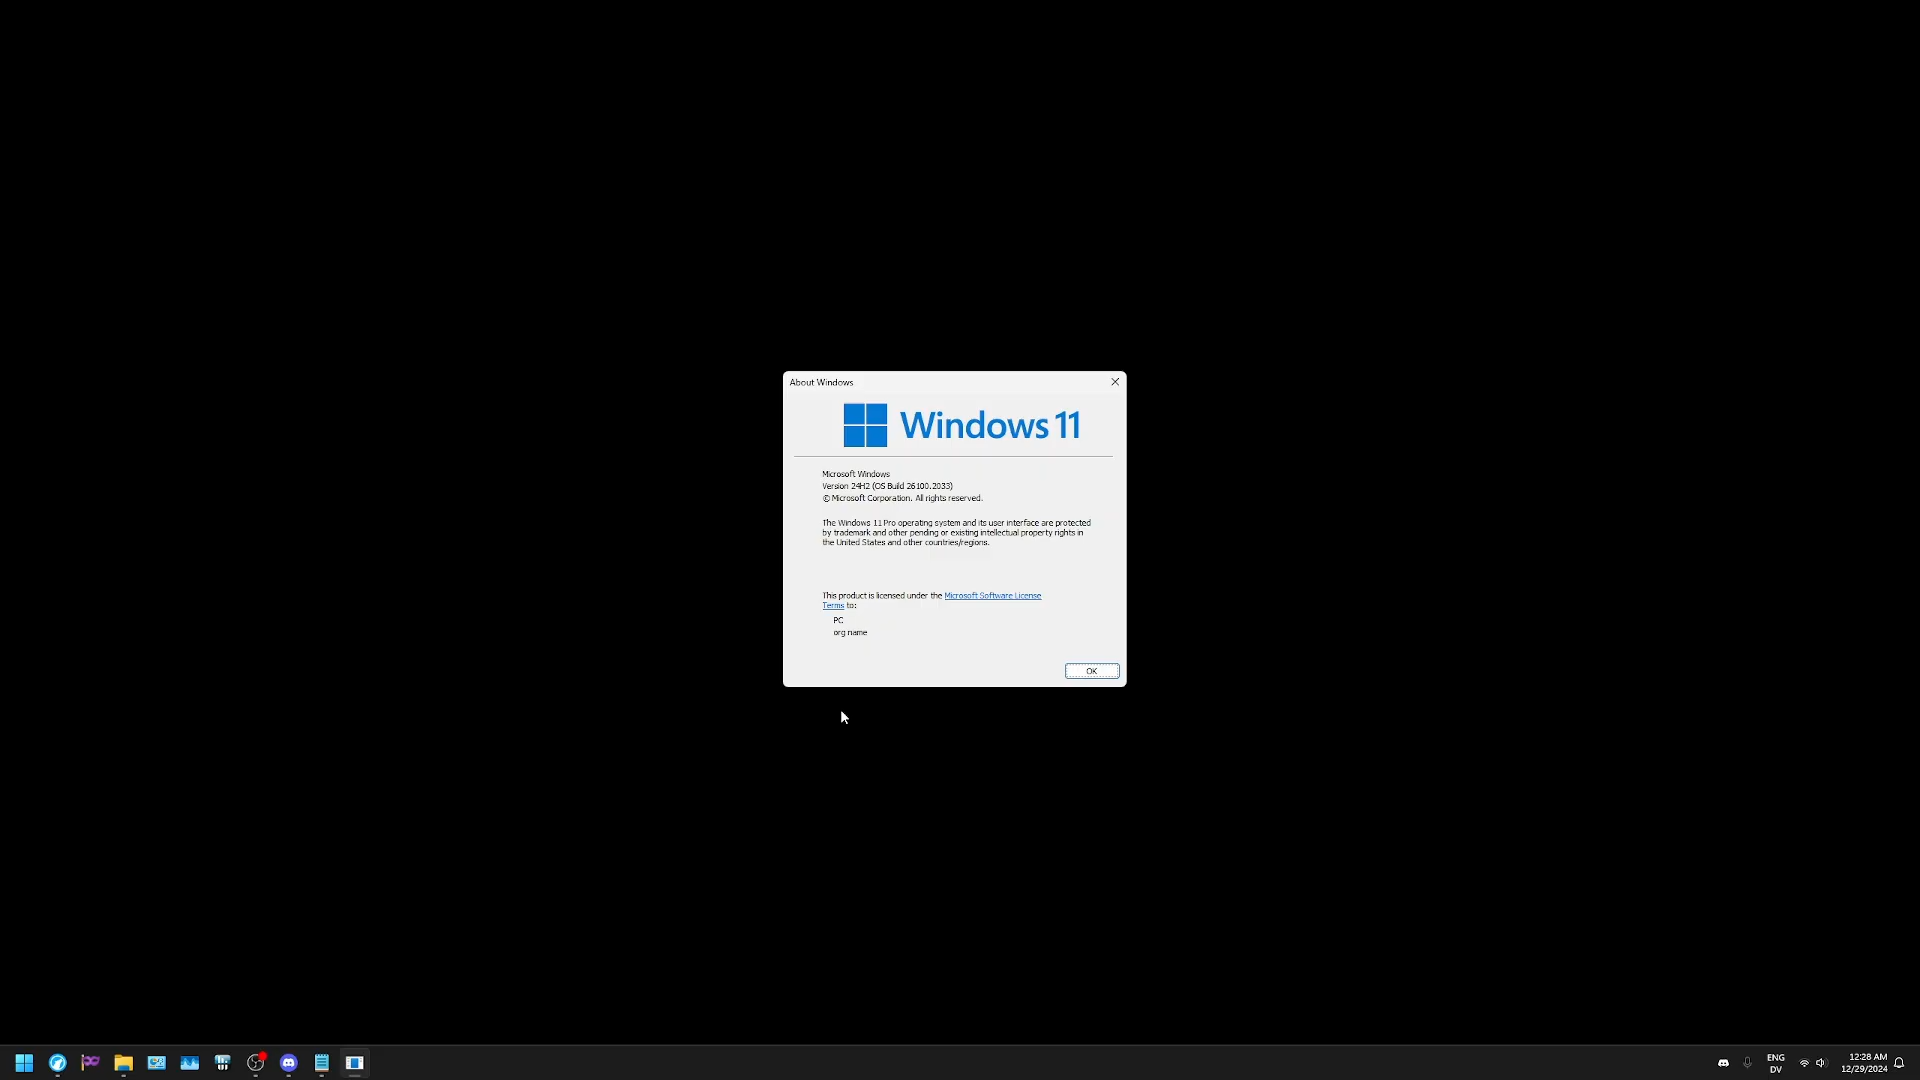 About Windows
Windows 11
Microsoft Windows
Version 24H2 (OS Build 26100.2033)
© Microsoft Corporation. All rights reserved.
The Windows 11 Pro operating system and its user interface are protected
by trademark and other pending or existing intellectual property rights in
the United States and other countries/regions.
This product is licensed under the Microsoft Software License
Terms to:
PC
org name
OK
ENG
DV
12:28 AM
12/29/2024